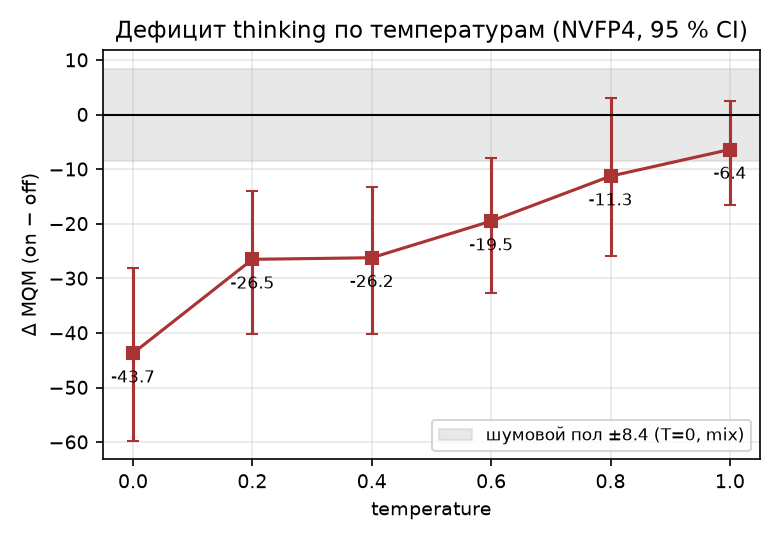 Дефицит thinking по температурам (NVFP4, 95 % CI)
10
0
−10
−20
−30
−40
−50
−60
Δ MQM (on − off)
-43.7
-26.5
-26.2
-19.5
-11.3
-6.4
шумовой пол ±8.4 (T=0, mix)
0.0 0.2 0.4 0.6 0.8 1.0
temperature